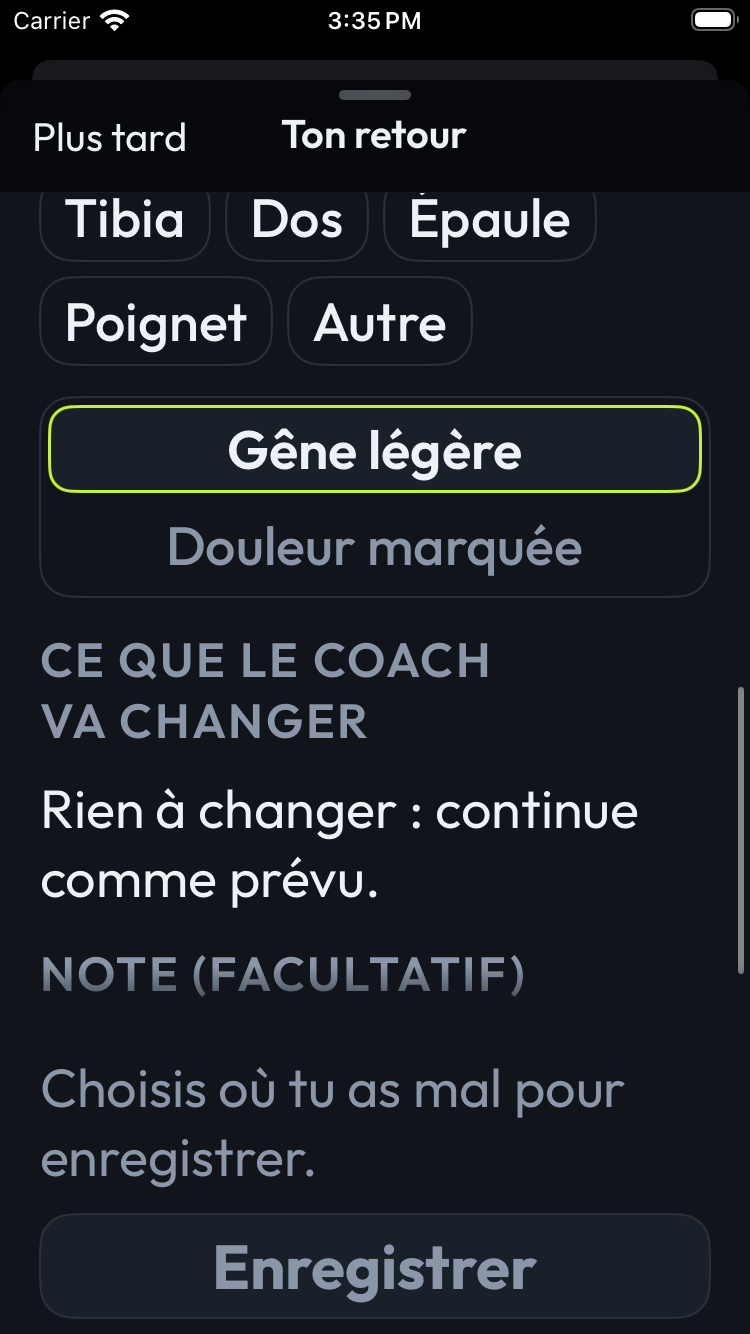 Carrier
3:35 PM
Plus tard
Ton retour
Tibia
Dos
Épaule
Poignet
Autre
Gêne légère
Douleur marquée
CE QUE LE COACH
VA CHANGER
Rien à changer : continue
comme prévu.
NOTE (FACULTATIF)
Choisis où tu as mal pour
enregistrer.
Enregistrer